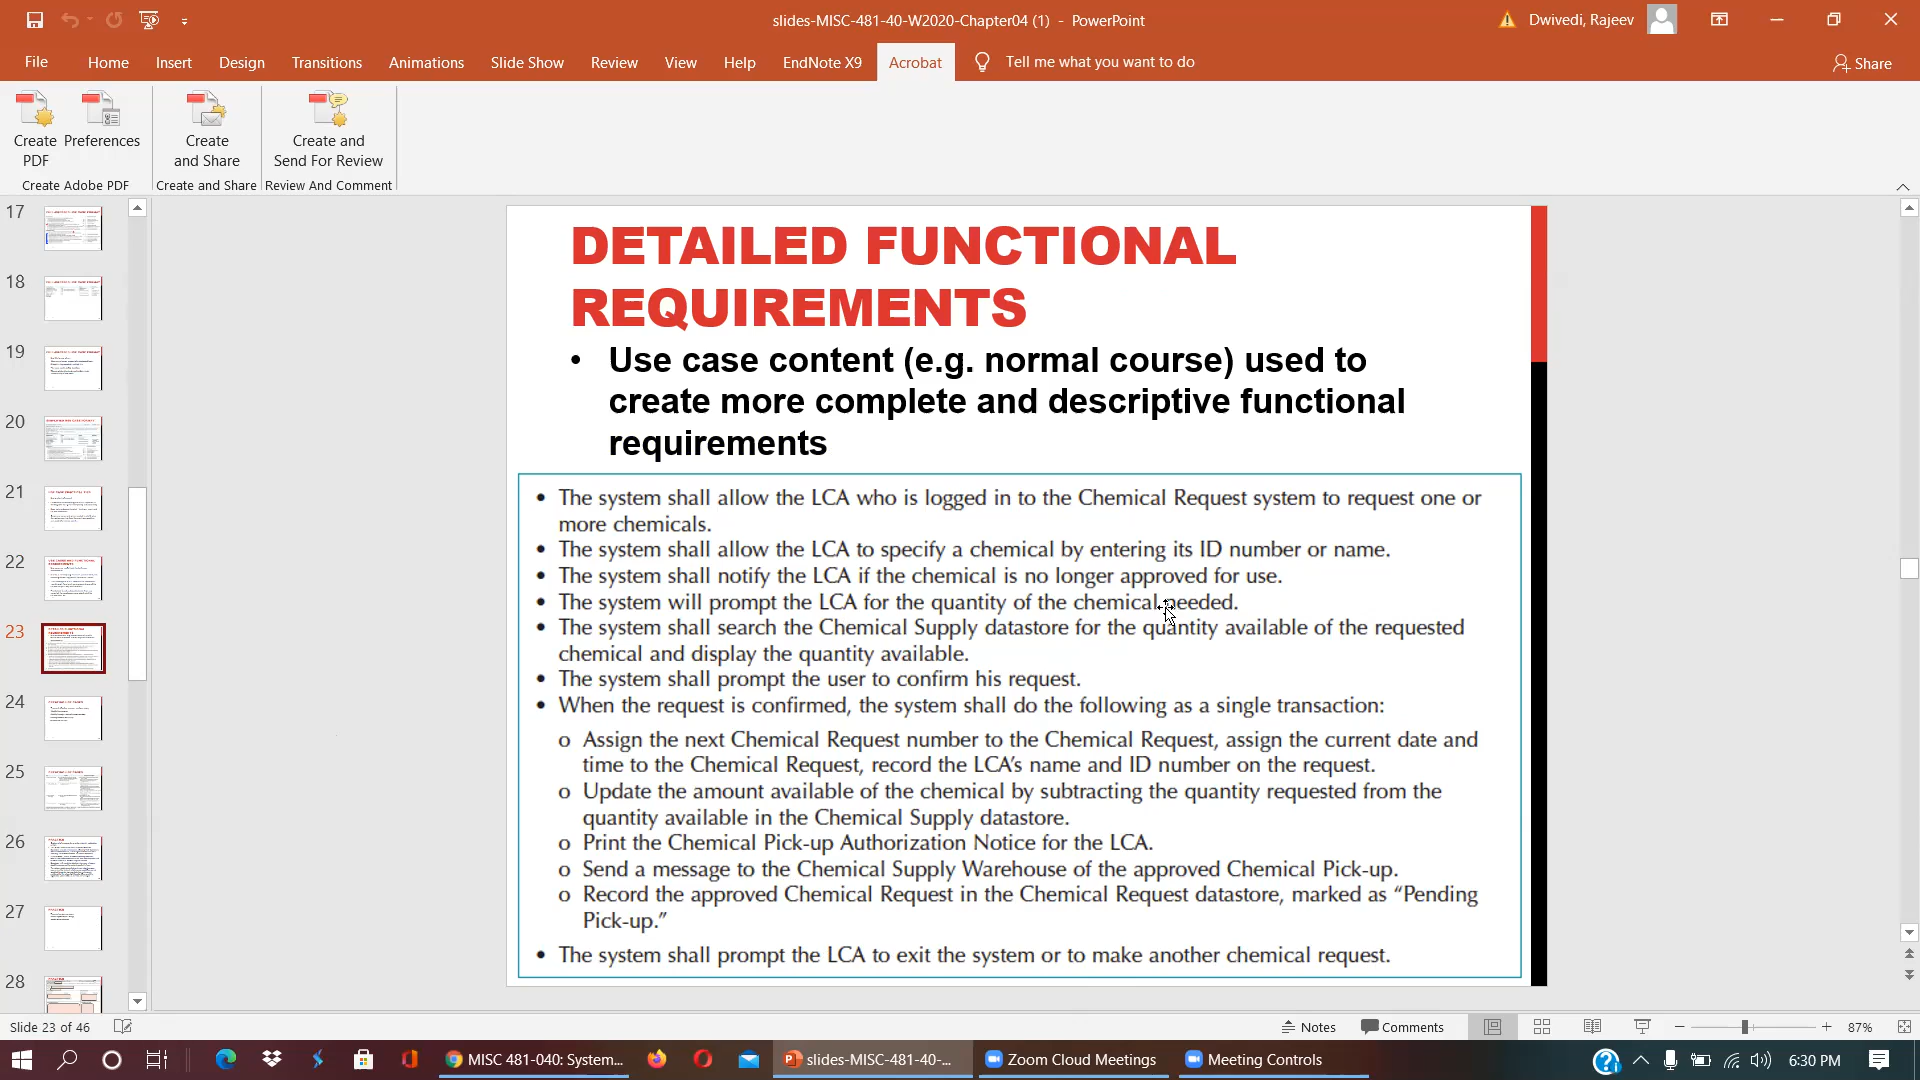 slides-MISC-481-40-W2020-Chapter04 (1) - PowerPoint
Dwivedi, Rajeev
File Home Insert Design Transitions Animations Slide Show Review View Help EndNote X9 Acrobat Tell me what you want to do Share
Create PDF
Preferences
Create and Share
Create and Send For Review
Create Adobe PDF
Create and Share
Review And Comment
17
18
19
20
21
22
23
24
25
26
27
28
DETAILED FUNCTIONAL
REQUIREMENTS
• Use case content (e.g. normal course) used to
create more complete and descriptive functional
requirements
• The system shall allow the LCA who is logged in to the Chemical Request system to request one or
more chemicals.
• The system shall allow the LCA to specify a chemical by entering its ID number or name.
• The system shall notify the LCA if the chemical is no longer approved for use.
• The system will prompt the LCA for the quantity of the chemical needed.
• The system shall search the Chemical Supply datastore for the quantity available of the requested
chemical and display the quantity available.
• The system shall prompt the user to confirm his request.
• When the request is confirmed, the system shall do the following as a single transaction:
o Assign the next Chemical Request number to the Chemical Request, assign the current date and
time to the Chemical Request, record the LCA’s name and ID number on the request.
o Update the amount available of the chemical by subtracting the quantity requested from the
quantity available in the Chemical Supply datastore.
o Print the Chemical Pick-up Authorization Notice for the LCA.
o Send a message to the Chemical Supply Warehouse of the approved Chemical Pick-up.
o Record the approved Chemical Request in the Chemical Request datastore, marked as “Pending
Pick-up.”
• The system shall prompt the LCA to exit the system or to make another chemical request.
Slide 23 of 46
Notes
Comments
87%
MISC 481-040: System...
slides-MISC-481-40-...
Zoom Cloud Meetings
Meeting Controls
6:30 PM